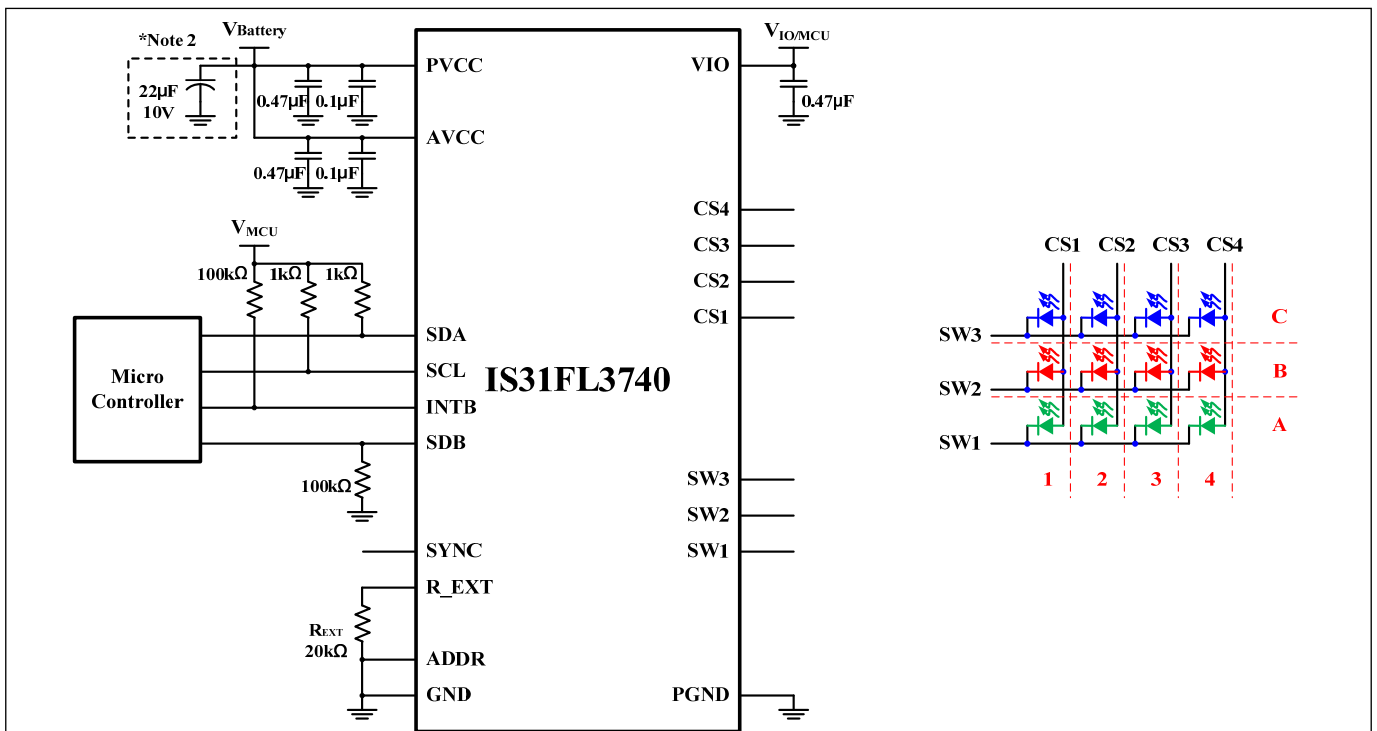 *Note 2
VBattery
22µF
10V
0.47µF
0.1µF
PVCC
AVCC
0.47µF
0.1µF
VMCU
100kΩ
1kΩ
1kΩ
Micro
Controller
SDA
SCL
INTB
SDB
100kΩ
SYNC
R_EXT
REXT
20kΩ
ADDR
GND
IS31FL3740
VIO/MCU
VIO
0.47µF
CS4
CS3
CS2
CS1
SW3
SW2
SW1
PGND
CS1 CS2 CS3 CS4
SW3
C
SW2
B
SW1
A
1 2 3 4